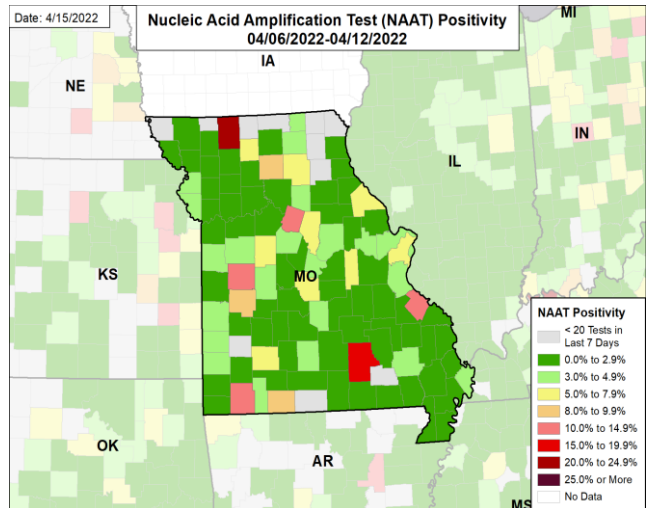 Date: 4/15/2022
Nucleic Acid Amplification Test (NAAT) Positivity
04/06/2022-04/12/2022
MI
IA
NE
IN
IL
KS
MO
NAAT Positivity
< 20 Tests in
Last 7 Days
0.0% to 2.9%
3.0% to 4.9%
5.0% to 7.9%
8.0% to 9.9%
10.0% to 14.9%
15.0% to 19.9%
20.0% to 24.9%
25.0% or More
No Data
OK
AR
MS